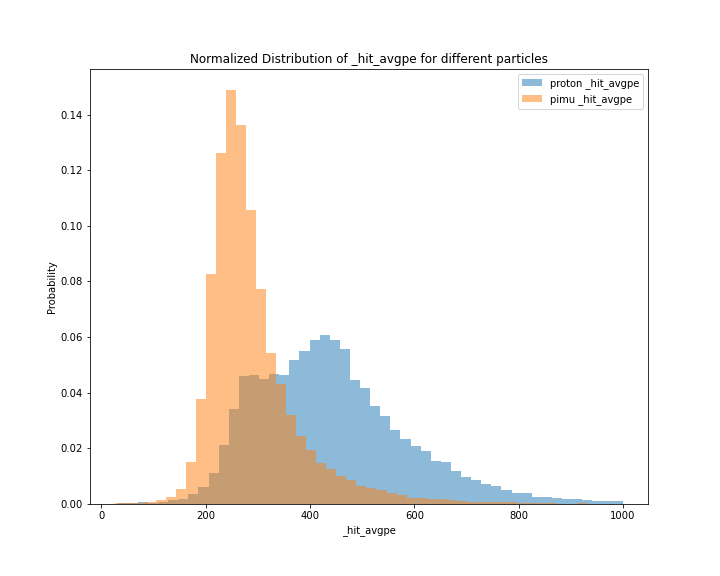 Normalized Distribution of _hit_avgpe for different particles
proton _hit_avgpe
pimu _hit_avgpe
Probability
0.14
0.12
0.10
0.08
0.06
0.04
0.02
0.00
0 200 400 600 800 1000
_hit_avgpe